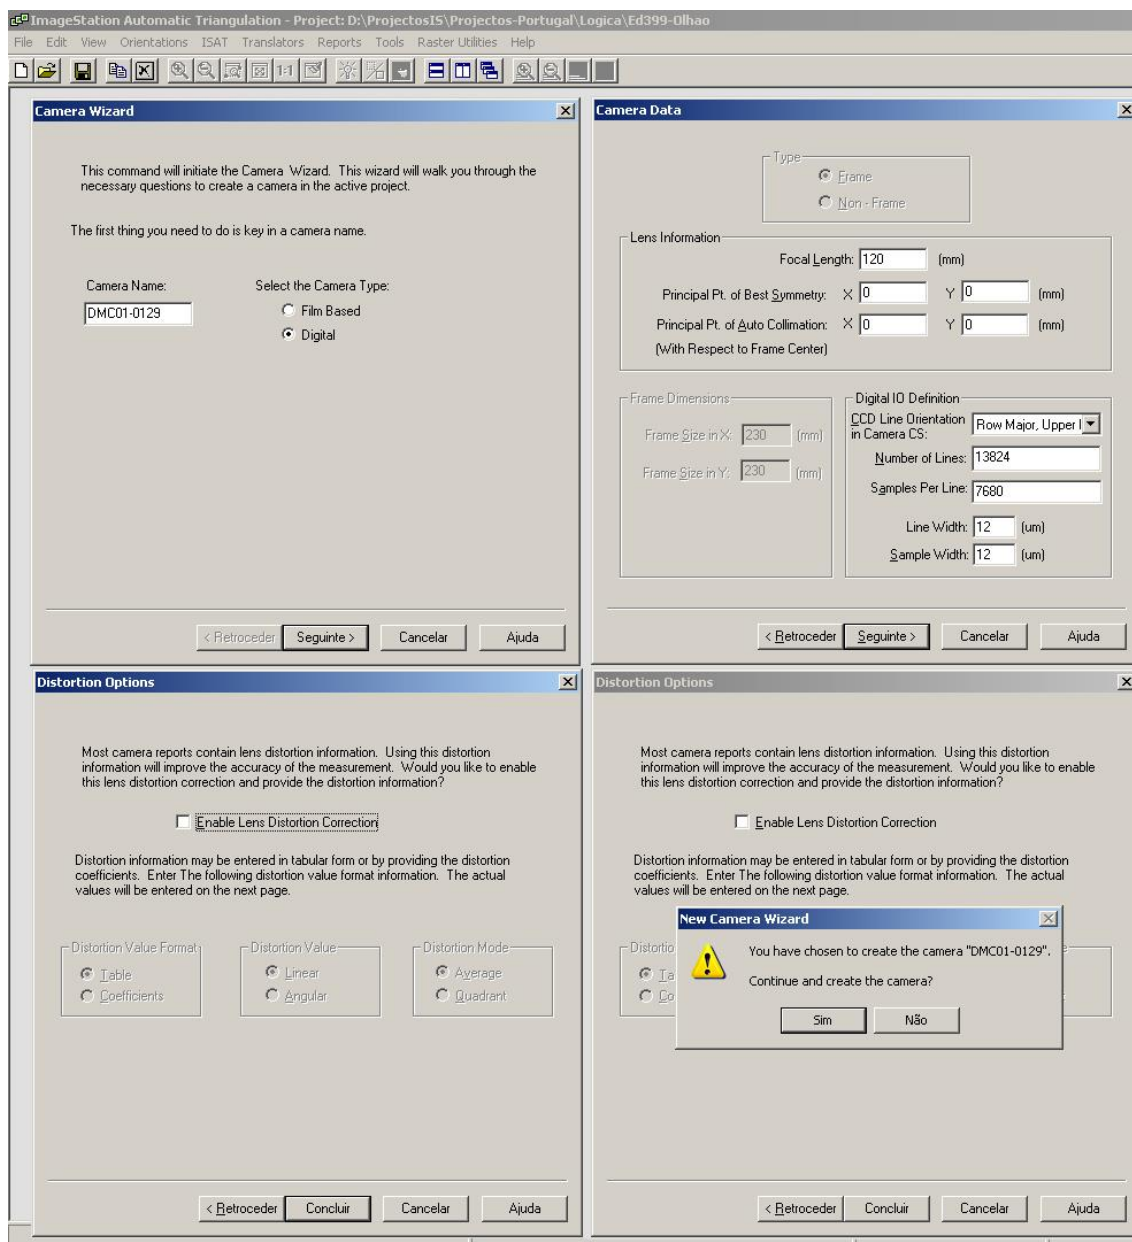 ImageStation Automatic Triangulation - Project: D:\ProjectosIS\Projectos-Portugal\Logica\Ed399-Olhao
File Edit View Orientations ISAT Translators Reports Tools Raster Utilities Help
1:1
Camera Wizard
This command will initiate the Camera Wizard. This wizard will walk you through the
necessary questions to create a camera in the active project.
The first thing you need to do is key in a camera name.
Camera Name:
DMC01-0129
Select the Camera Type:
Film Based
Digital
< Retroceder Seguinte > Cancelar Ajuda
Camera Data
Type
Frame
Non - Frame
Lens Information
Focal Length: 120 (mm)
Principal Pt. of Best Symmetry: X 0 Y 0 (mm)
Principal Pt. of Auto Collimation: X 0 Y 0 (mm)
(With Respect to Frame Center)
Frame Dimensions
Frame Size in X: 230 (mm)
Frame Size in Y: 230 (mm)
Digital IO Definition
CCD Line Orientation
in Camera CS:
Row Major, Upper l
Number of Lines: 13824
Samples Per Line: 7680
Line Width: 12 (um)
Sample Width: 12 (um)
< Retroceder Seguinte > Cancelar Ajuda
Distortion Options
Most camera reports contain lens distortion information. Using this distortion
information will improve the accuracy of the measurement. Would you like to enable
this lens distortion correction and provide the distortion information?
Enable Lens Distortion Correction
Distortion information may be entered in tabular form or by providing the distortion
coefficients. Enter The following distortion value format information. The actual
values will be entered on the next page.
Distortion Value Format
Table
Coefficients
Distortion Value
Linear
Angular
Distortion Mode
Average
Quadrant
< Retroceder Concluir Cancelar Ajuda
Distortion Options
Most camera reports contain lens distortion information. Using this distortion
information will improve the accuracy of the measurement. Would you like to enable
this lens distortion correction and provide the distortion information?
Enable Lens Distortion Correction
Distortion information may be entered in tabular form or by providing the distortion
coefficients. Enter The following distortion value format information. The actual
values will be entered on the next page.
Distortio
Ta
Co
New Camera Wizard
You have chosen to create the camera "DMC01-0129".
Continue and create the camera?
Sim Não
< Retroceder Concluir Cancelar Ajuda